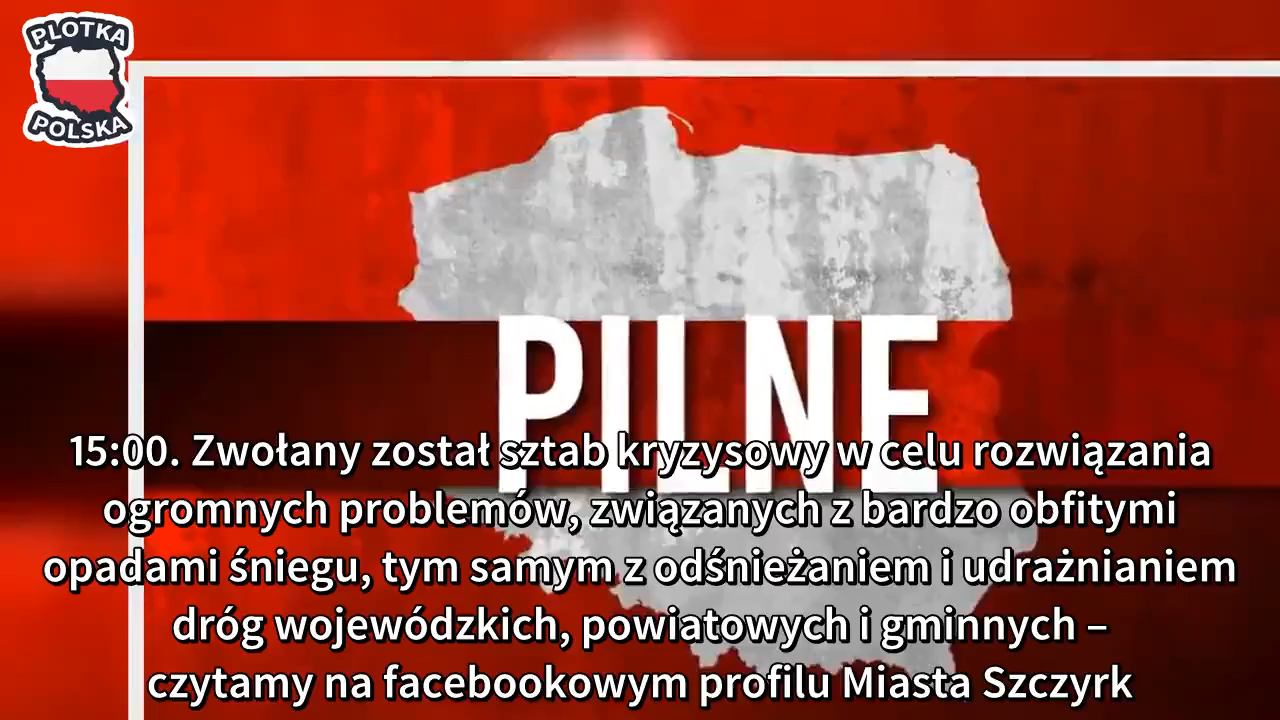 PLOTKA
POLSKA
PILNE
15:00. Zwołany został sztab kryzysowy w celu rozwiązania
ogromnych problemów, związanych z bardzo obfitymi
opadami śniegu, tym samym z odśnieżaniem i udrażnianiem
dróg wojewódzkich, powiatowych i gminnych –
czytamy na facebookowym profilu Miasta Szczyrk